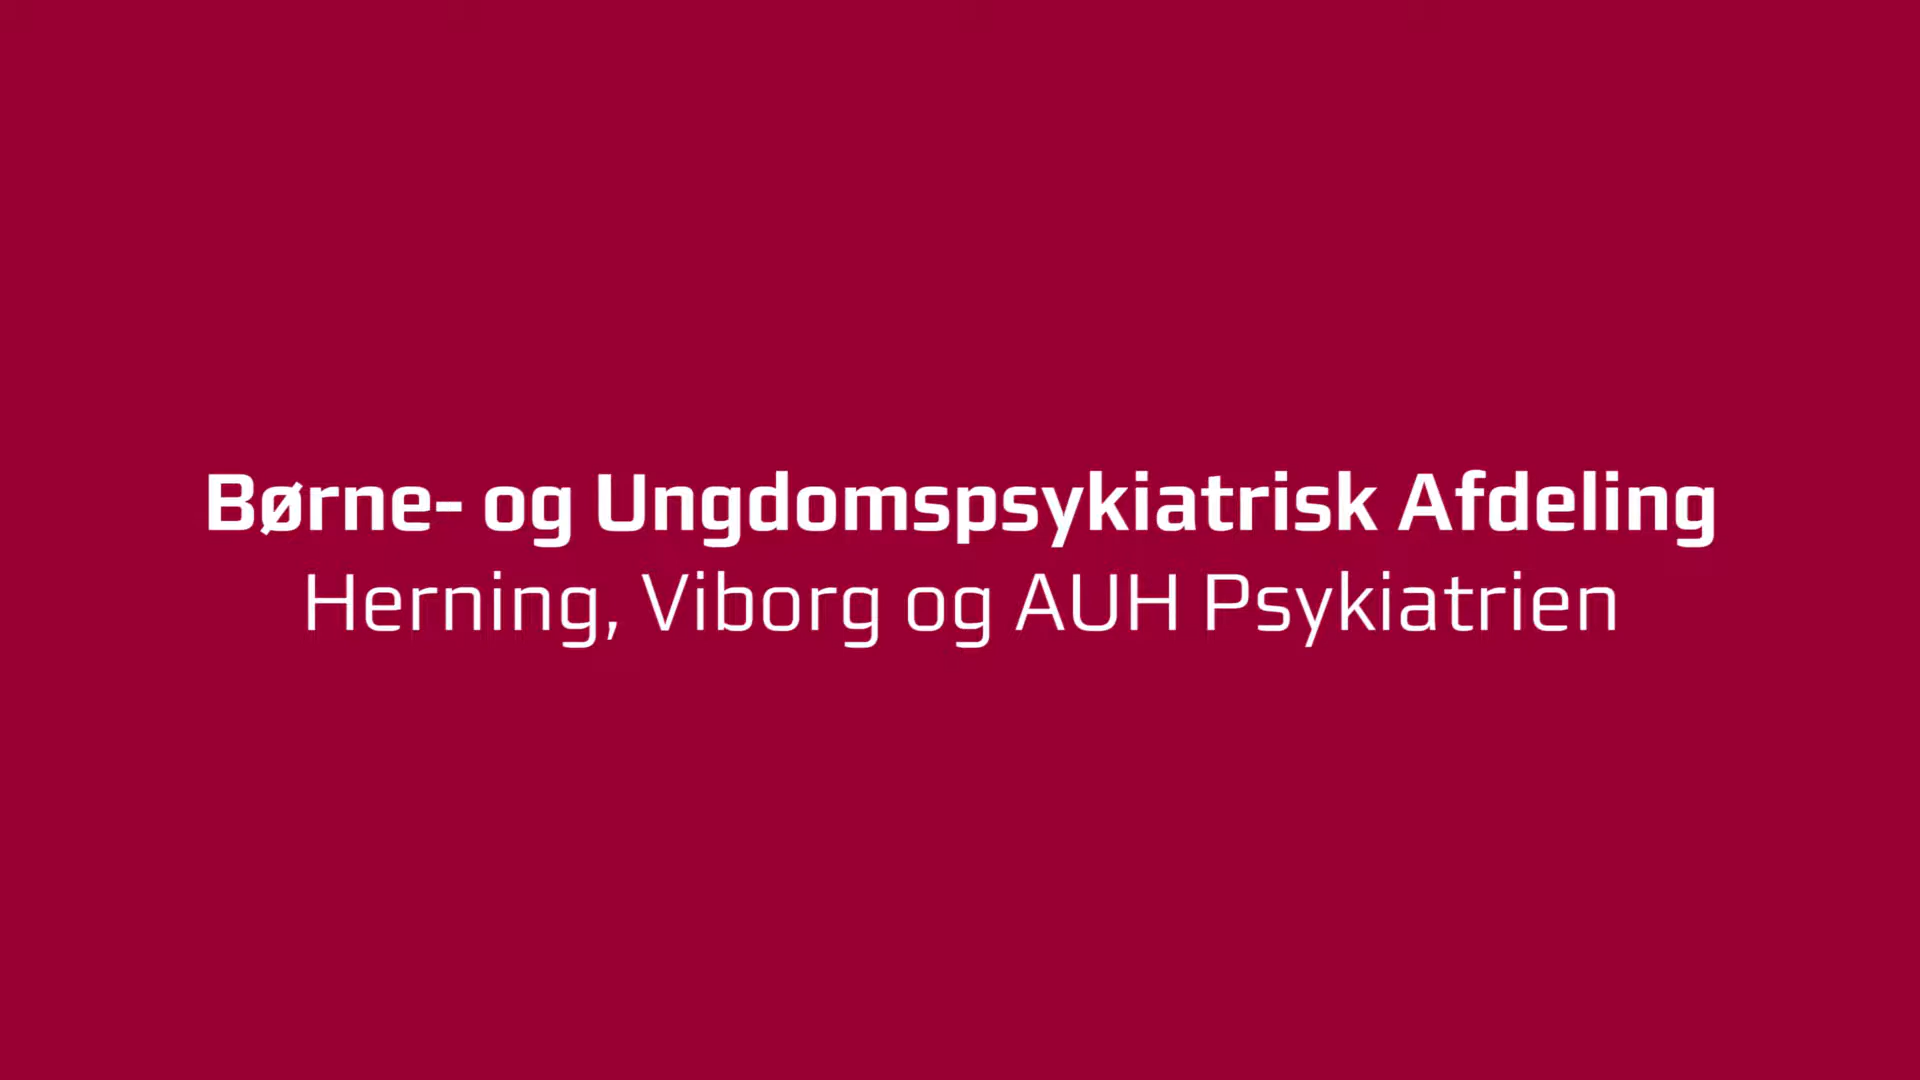 Børne- og Ungdomspsykiatrisk Afdeling
Herning, Viborg og AUH Psykiatrien